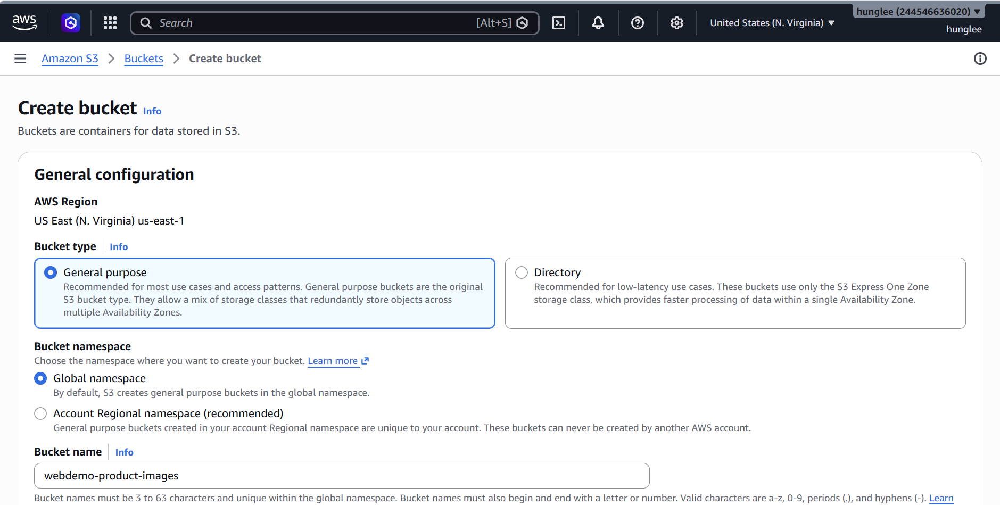 aws
Search
[Alt+S]
United States (N. Virginia)
hunglee (244546636020)
hunglee
Amazon S3
Buckets
Create bucket
Create bucket
Info
Buckets are containers for data stored in S3.
General configuration
AWS Region
US East (N. Virginia) us-east-1
Bucket type
Info
General purpose
Recommended for most use cases and access patterns. General purpose buckets are the original
S3 bucket type. They allow a mix of storage classes that redundantly store objects across
multiple Availability Zones.
Directory
Recommended for low-latency use cases. These buckets use only the S3 Express One Zone
storage class, which provides faster processing of data within a single Availability Zone.
Bucket namespace
Choose the namespace where you want to create your bucket. Learn more
Global namespace
By default, S3 creates general purpose buckets in the global namespace.
Account Regional namespace (recommended)
General purpose buckets created in your account Regional namespace are unique to your account. These buckets can never be created by another AWS account.
Bucket name
Info
webdemo-product-images
Bucket names must be 3 to 63 characters and unique within the global namespace. Bucket names must also begin and end with a letter or number. Valid characters are a-z, 0-9, periods (.), and hyphens (-). Learn